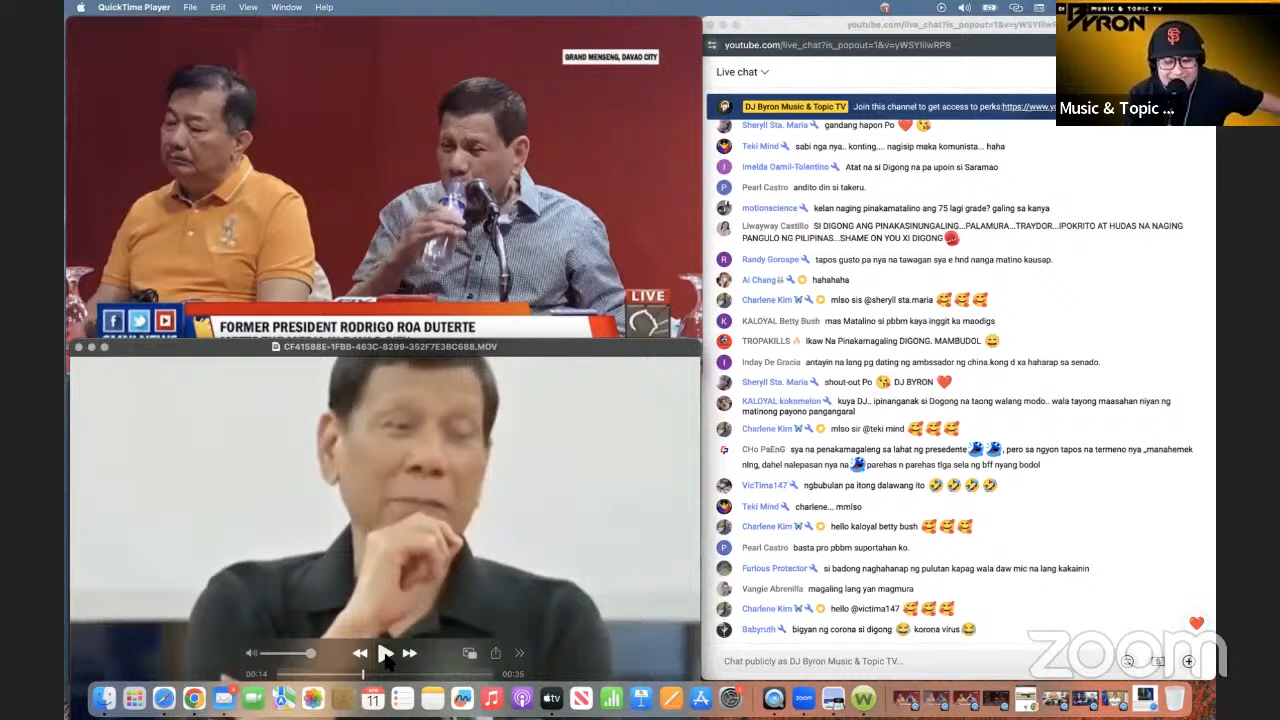 QuickTime Player File Edit View Window Help
GRAND MENSENG, DAVAO CITY
LIVE
DAVAO CITY
FORMER PRESIDENT RODRIGO ROA DUTERTE
CF41588E-1FBB-463C-8299-352F7E3BC688.MOV
00:14
00:35
youtube.com/live_chat?is_popout=1&v=yWSYIilwRP8...
Live chat
DJ Byron Music & Topic TV Join this channel to get access to perks:
Sheryll Sta. Maria gandang hapon Po ❤️ 😘
Teki Mind sabi nga nya.. konting.... nagisip maka komunista... haha
Imelda Gamil-Tolentino Atat na si Digong na pa upoin si Saramao
Pearl Castro andito din si takeru.
motionscience kelan naging pinakamatalino ang 75 lagi grade? galing sa kanya
Liwayway Castillo SI DIGONG ANG PINAKASINUNGALING...PALAMURA...TRAYDOR...IPOKRITO AT HUDAS NA NAGING
PANGULO NG PILIPINAS...SHAME ON YOU XI DIGONG
Randy Gorospe tapos gusto pa nya na tawagan sya e hnd nanga matino kausap.
Ai Chang hahahaha
Charlene Kim mlso sis @sheryll sta.maria 🥰 🥰 🥰
KALOYAL Betty Bush mas Matalino si pbbm kaya inggit ka maodigs
TROPAKILLS 🔥 Ikaw Na Pinakamagaling DIGONG. MAMBUDOL 😄
Inday De Gracia antayin na lang pg dating ng ambssador ng china.kong d xa haharap sa senado.
Sheryll Sta. Maria shout-out Po 😘 DJ BYRON ❤️
KALOYAL kokomelon kuya DJ.. ipinanganak si Dogong na taong walang modo.. wala tayong maasahan niyan ng
matinong payono pangangaral
Charlene Kim mlso sir @teki mind 🥰 🥰 🥰
CHo PaEnG sya na penakamagaleng sa lahat ng presedente , pero sa ngyon tapos na termeno nya ,,manahemek
nlng, dahel nalepasan nya na parehas n parehas tlga sela ng bff nyang bodol
VicTima147 ngbubulan pa itong dalawang ito 🤣 🤣 🤣 🤣
Teki Mind charlene... mmlso
Charlene Kim hello kaloyal betty bush 🥰 🥰 🥰
Pearl Castro basta pro pbbm suportahan ko.
Furious Protector si badong naghahanap ng pulutan kapag wala daw mic na lang kakainin
Vangie Abrenilla magaling lang yan magmura
Charlene Kim hello @victima147 🥰 🥰 🥰
Babyruth bigyan ng corona si digong 😂 korona virus 😂
Chat publicly as DJ Byron Music & Topic TV...
MUSIC & TOPIC TV
BYRON
Music & Topic ...
zoom